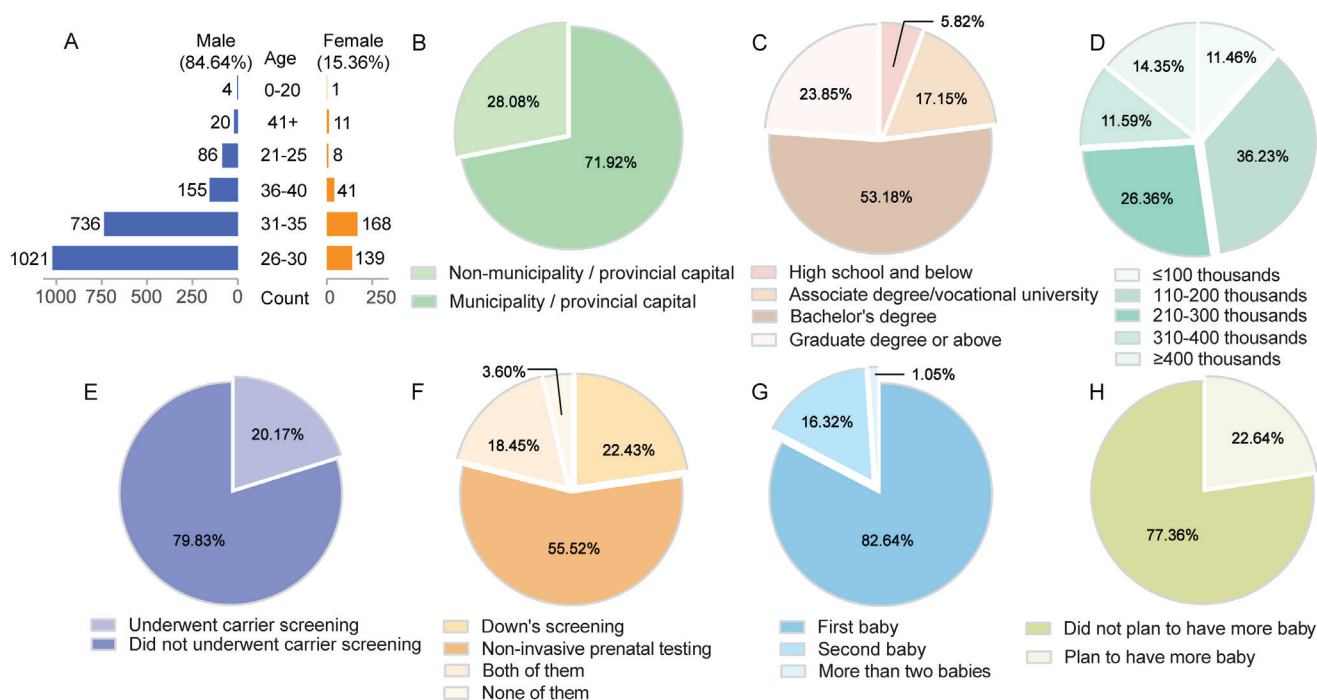 A
Male
(84.64%)
Age
Female
(15.36%)
4 0-20 1
20 41+ 11
86 21-25 8
155 36-40 41
736 31-35 168
1021 26-30 139
1000 750 500 250 0 Count 0 250
B
28.08%
71.92%
Non-municipality / provincial capital
Municipality / provincial capital
C
5.82%
23.85%
17.15%
53.18%
High school and below
Associate degree/vocational university
Bachelor's degree
Graduate degree or above
D
14.35%
11.46%
11.59%
36.23%
26.36%
≤100 thousands
110-200 thousands
210-300 thousands
310-400 thousands
≥400 thousands
E
20.17%
79.83%
Underwent carrier screening
Did not underwent carrier screening
F
3.60%
18.45%
22.43%
55.52%
Down's screening
Non-invasive prenatal testing
Both of them
None of them
G
1.05%
16.32%
82.64%
First baby
Second baby
More than two babies
H
22.64%
77.36%
Did not plan to have more baby
Plan to have more baby